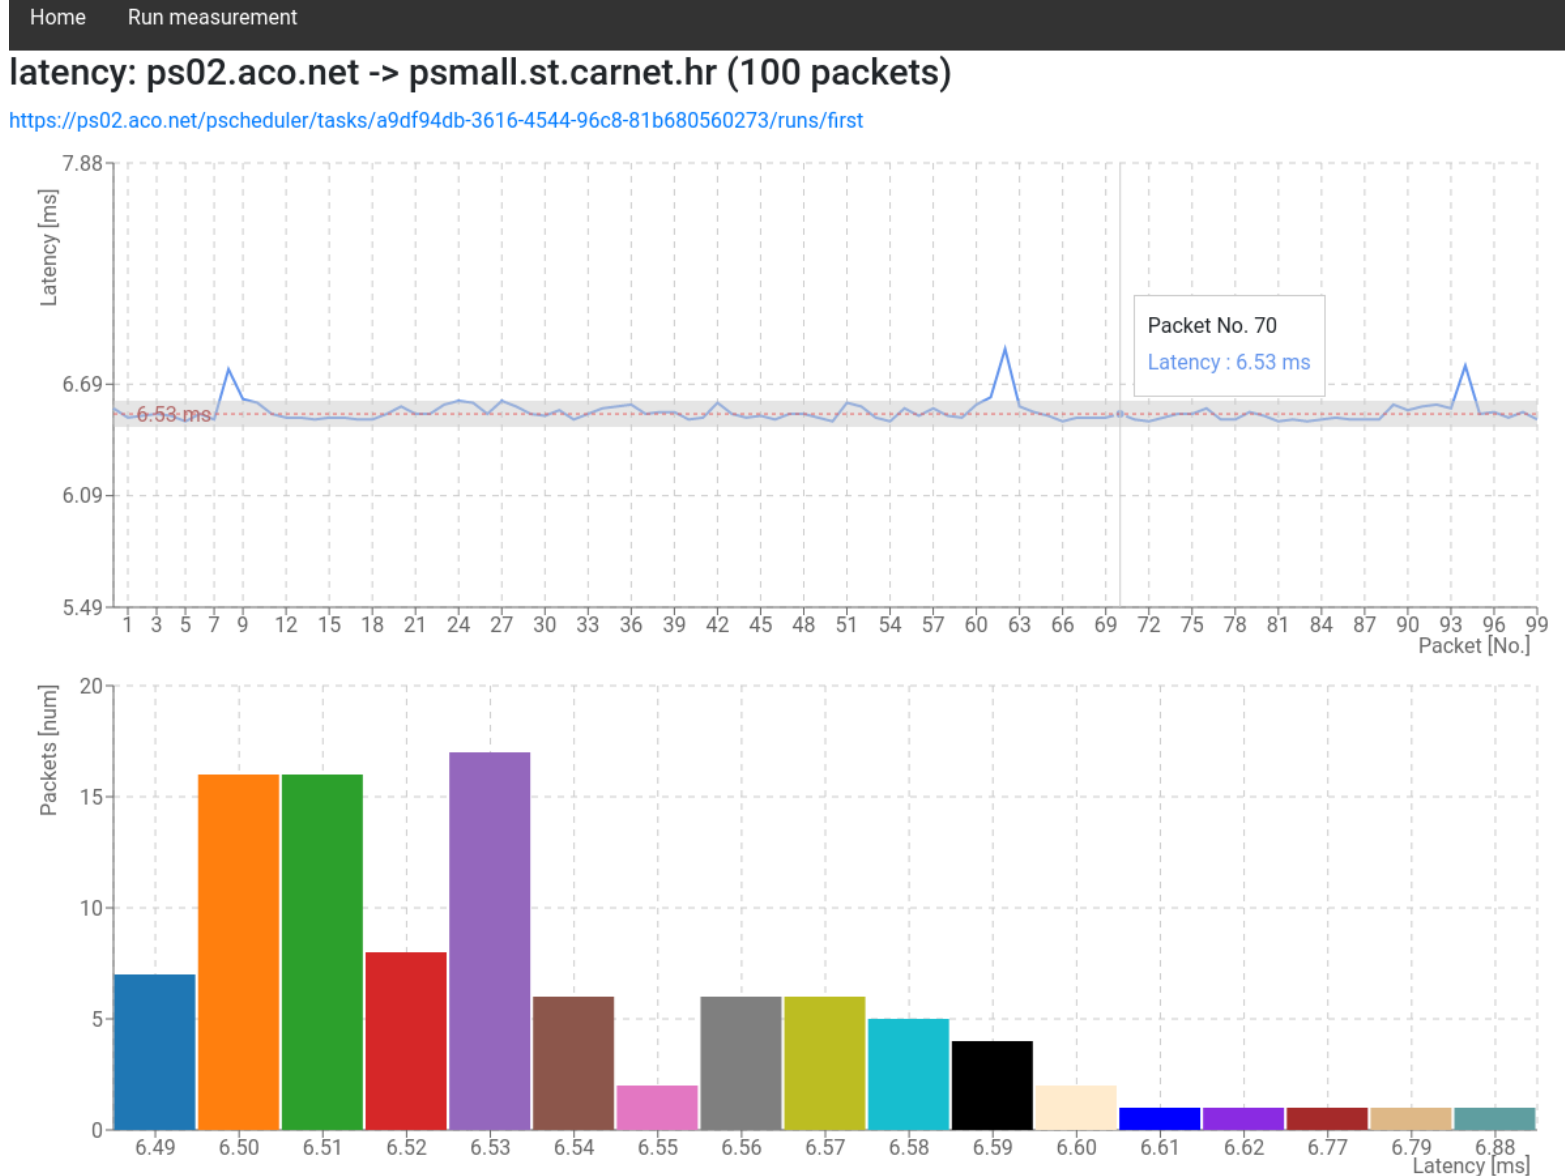 Home Run measurement
latency: ps02.aco.net -> psmall.st.carnet.hr (100 packets)
https://ps02.aco.net/pscheduler/tasks/a9df94db-3616-4544-96c8-81b680560273/runs/first
7.88
Latency [ms]
Packet No. 70
Latency : 6.53 ms
6.69
6.53 ms
6.09
5.49
1 3 5 7 9 12 15 18 21 24 27 30 33 36 39 42 45 48 51 54 57 60 63 66 69 72 75 78 81 84 87 90 93 96 99
Packet [No.]
20
Packets [num]
15
10
5
0
6.49 6.50 6.51 6.52 6.53 6.54 6.55 6.56 6.57 6.58 6.59 6.60 6.61 6.62 6.77 6.79 6.88
Latency [ms]